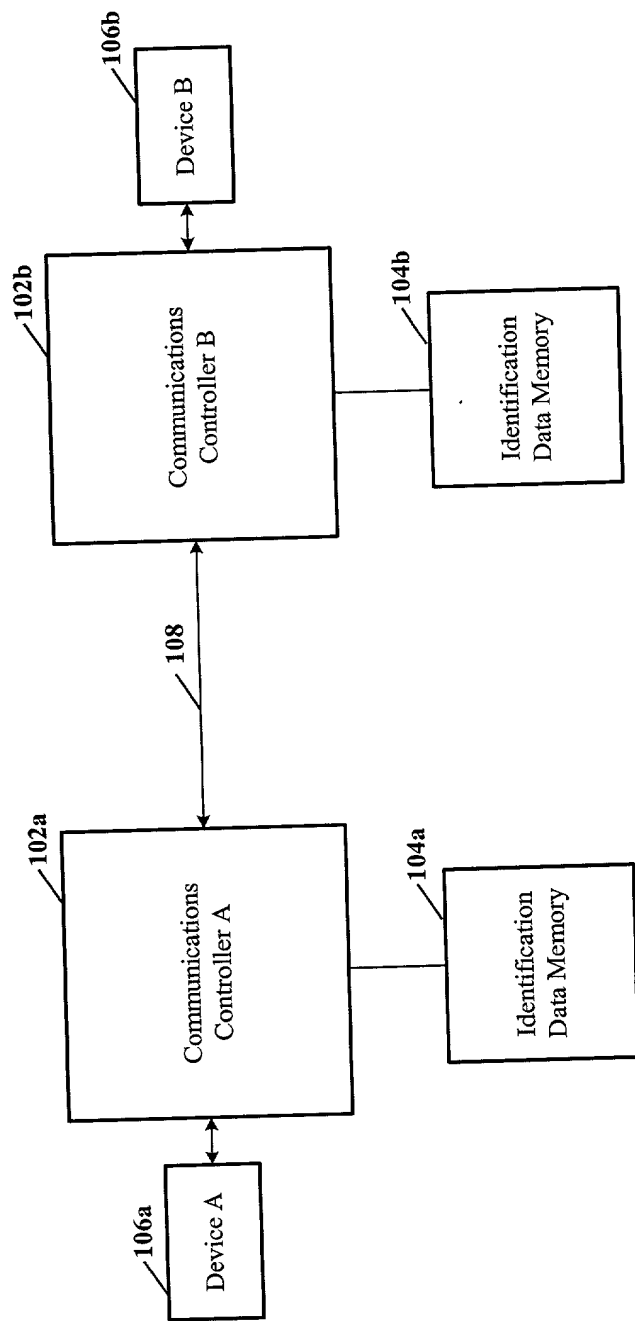 106a
Device A
102a
Communications
Controller A
104a
Identification
Data Memory
108
102b
Communications
Controller B
104b
Identification
Data Memory
106b
Device B